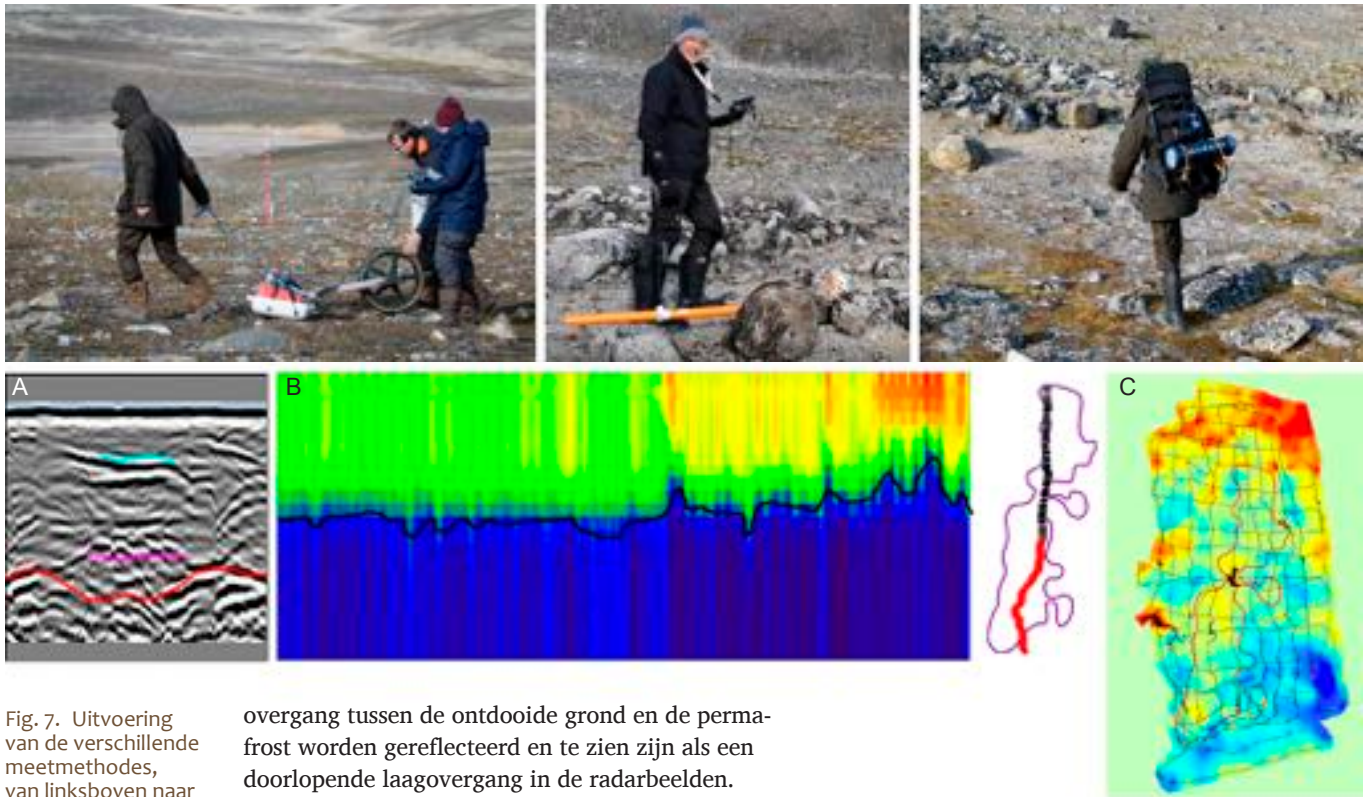 A
B
C
Fig. 7. Uitvoering
van de verschillende
meetmethodes,
van linksboven naar
overgang tussen de ontdooide grond en de perma-
frost worden gereflecteerd en te zien zijn als een
doorlopende laagovergang in de radarbeelden.